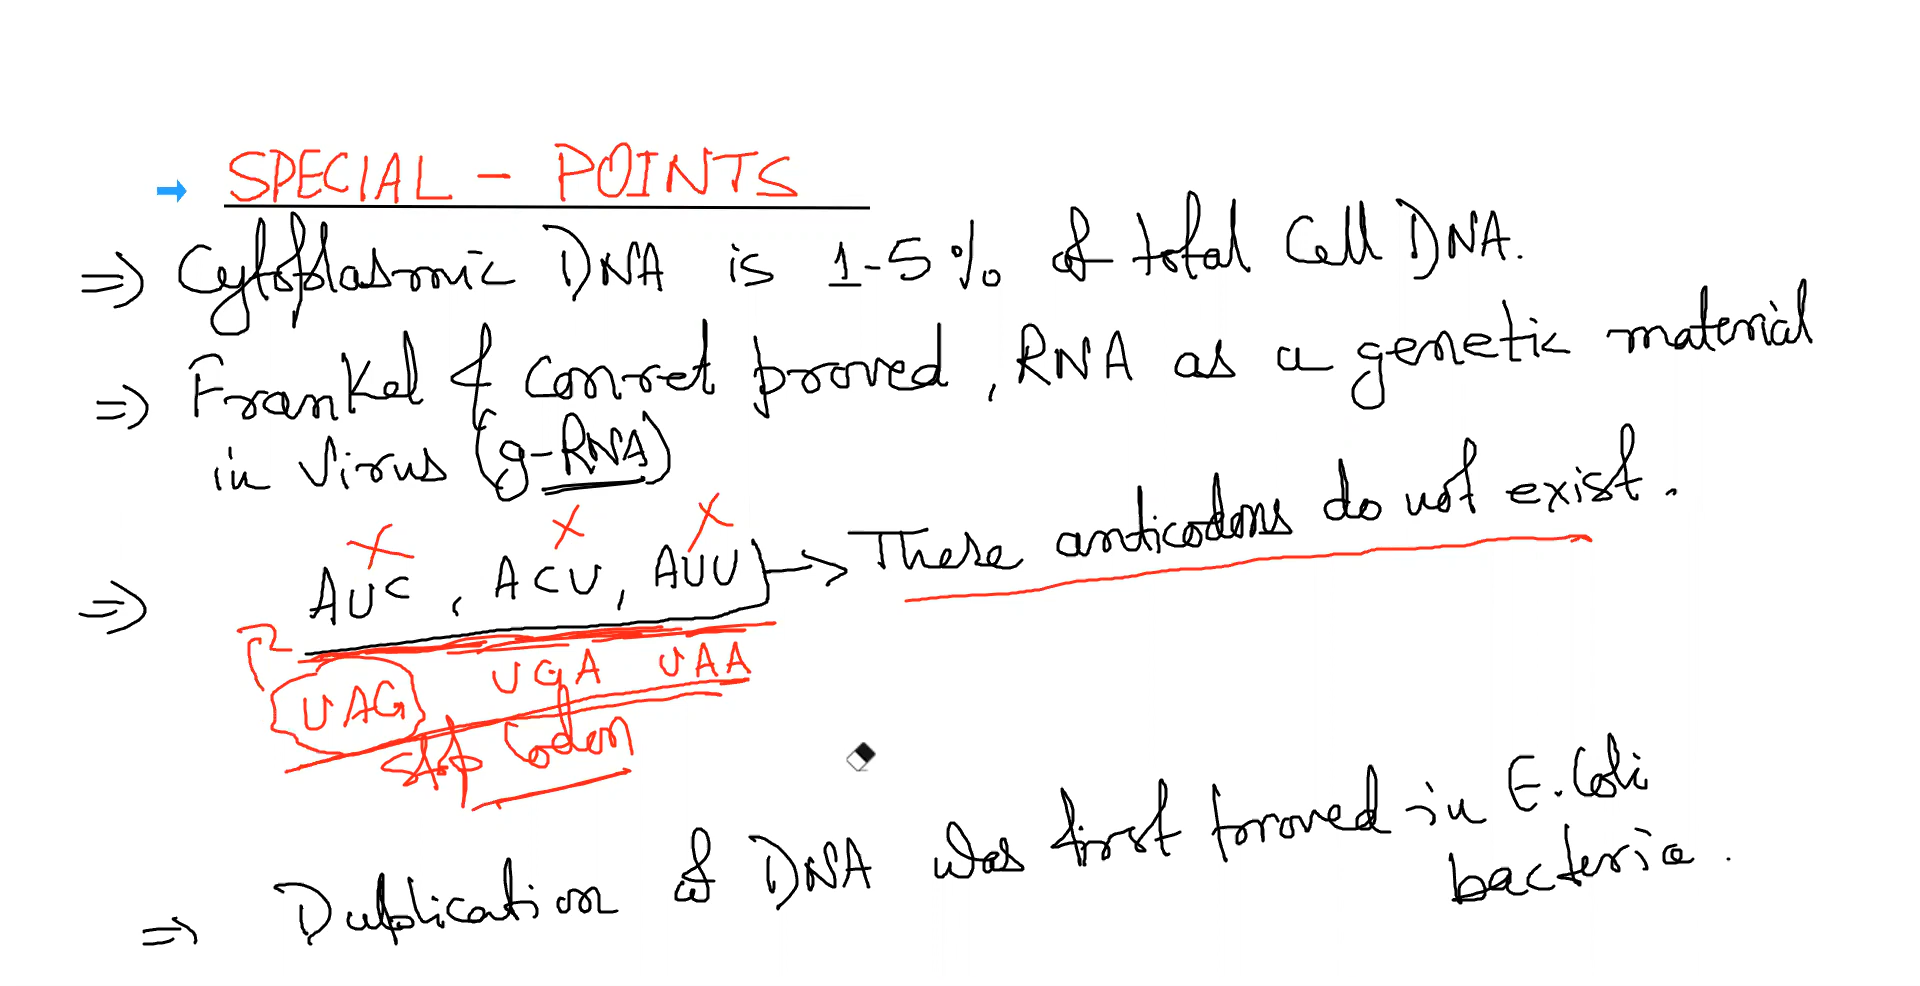 SPECIAL - POINTS
⇒ Cytoplasmic DNA is 1-5% of total Cell DNA.
⇒ Frankel & conret proved, RNA as a genetic material
in Virus (g-RNA)
X X X
⇒ AUC, ACU, AUU → These anticodons do not exist.
UAG UGA UAA
stop Codon
⇒ Duplication of DNA was first proved in E.Coli
bacteria.